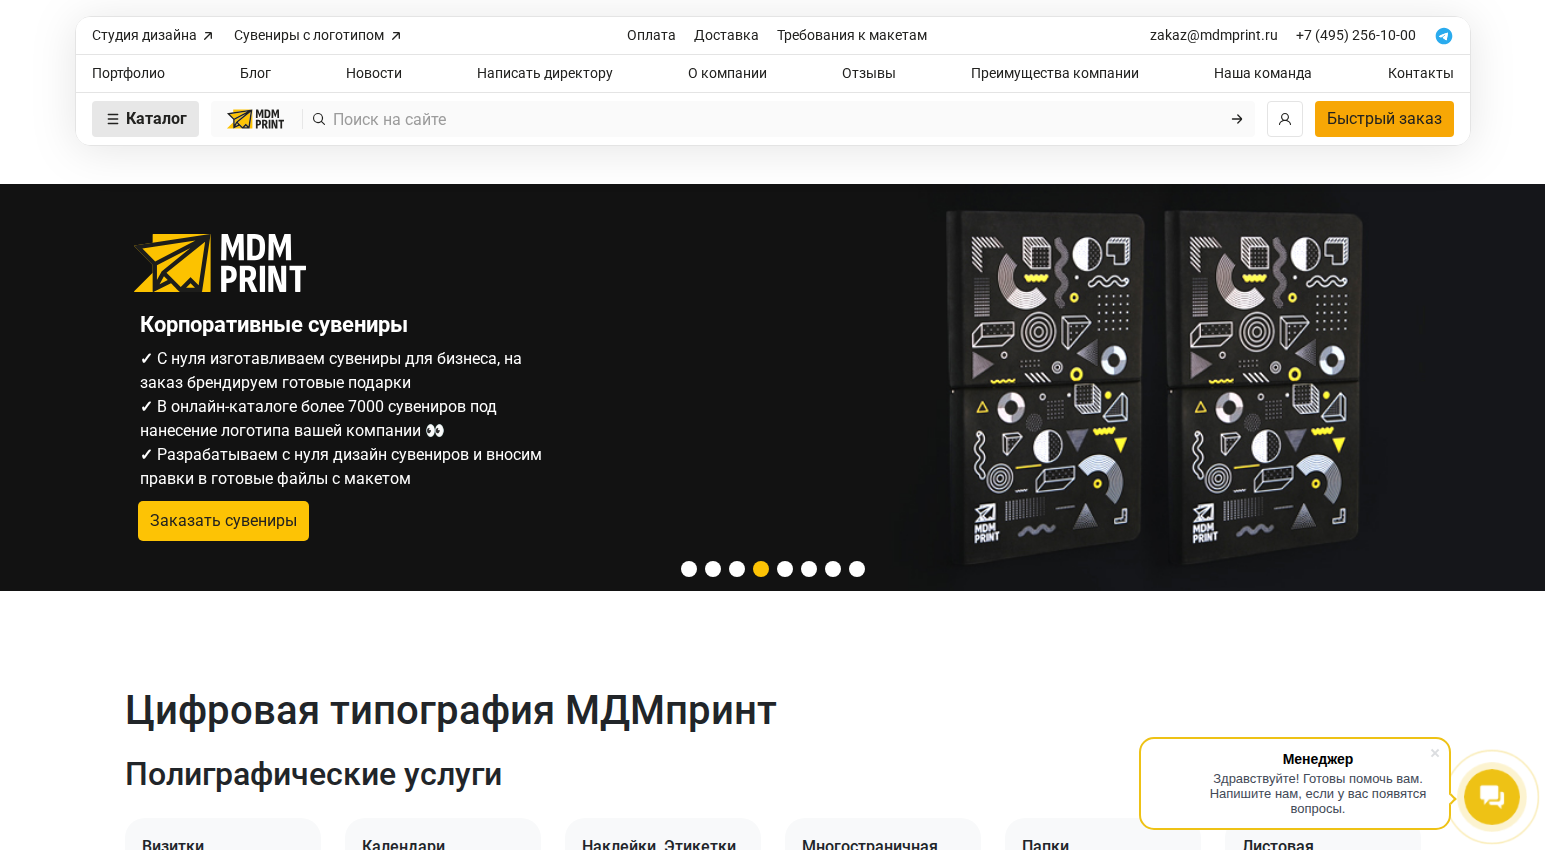 Студия дизайна
Сувениры с логотипом
Оплата
Доставка
Требования к макетам
zakaz@mdmprint.ru
+7 (495) 256-10-00
Портфолио
Блог
Новости
Написать директору
О компании
Отзывы
Преимущества компании
Наша команда
Контакты
Каталог
MDM
PRINT
Поиск на сайте
Быстрый заказ
MDM
PRINT
Корпоративные сувениры
✓ С нуля изготавливаем сувениры для бизнеса, на
заказ брендируем готовые подарки
✓ В онлайн-каталоге более 7000 сувениров под
нанесение логотипа вашей компании 👀
✓ Разрабатываем с нуля дизайн сувениров и вносим
правки в готовые файлы с макетом
Заказать сувениры
MDM
PRINT
MDM
PRINT
Цифровая типография МДМпринт
Полиграфические услуги
Менеджер
Здравствуйте! Готовы помочь вам.
Напишите нам, если у вас появятся
вопросы.
Визитки
Календари
Наклейки, Этикетки
Многостраничная
Папки
Листовая